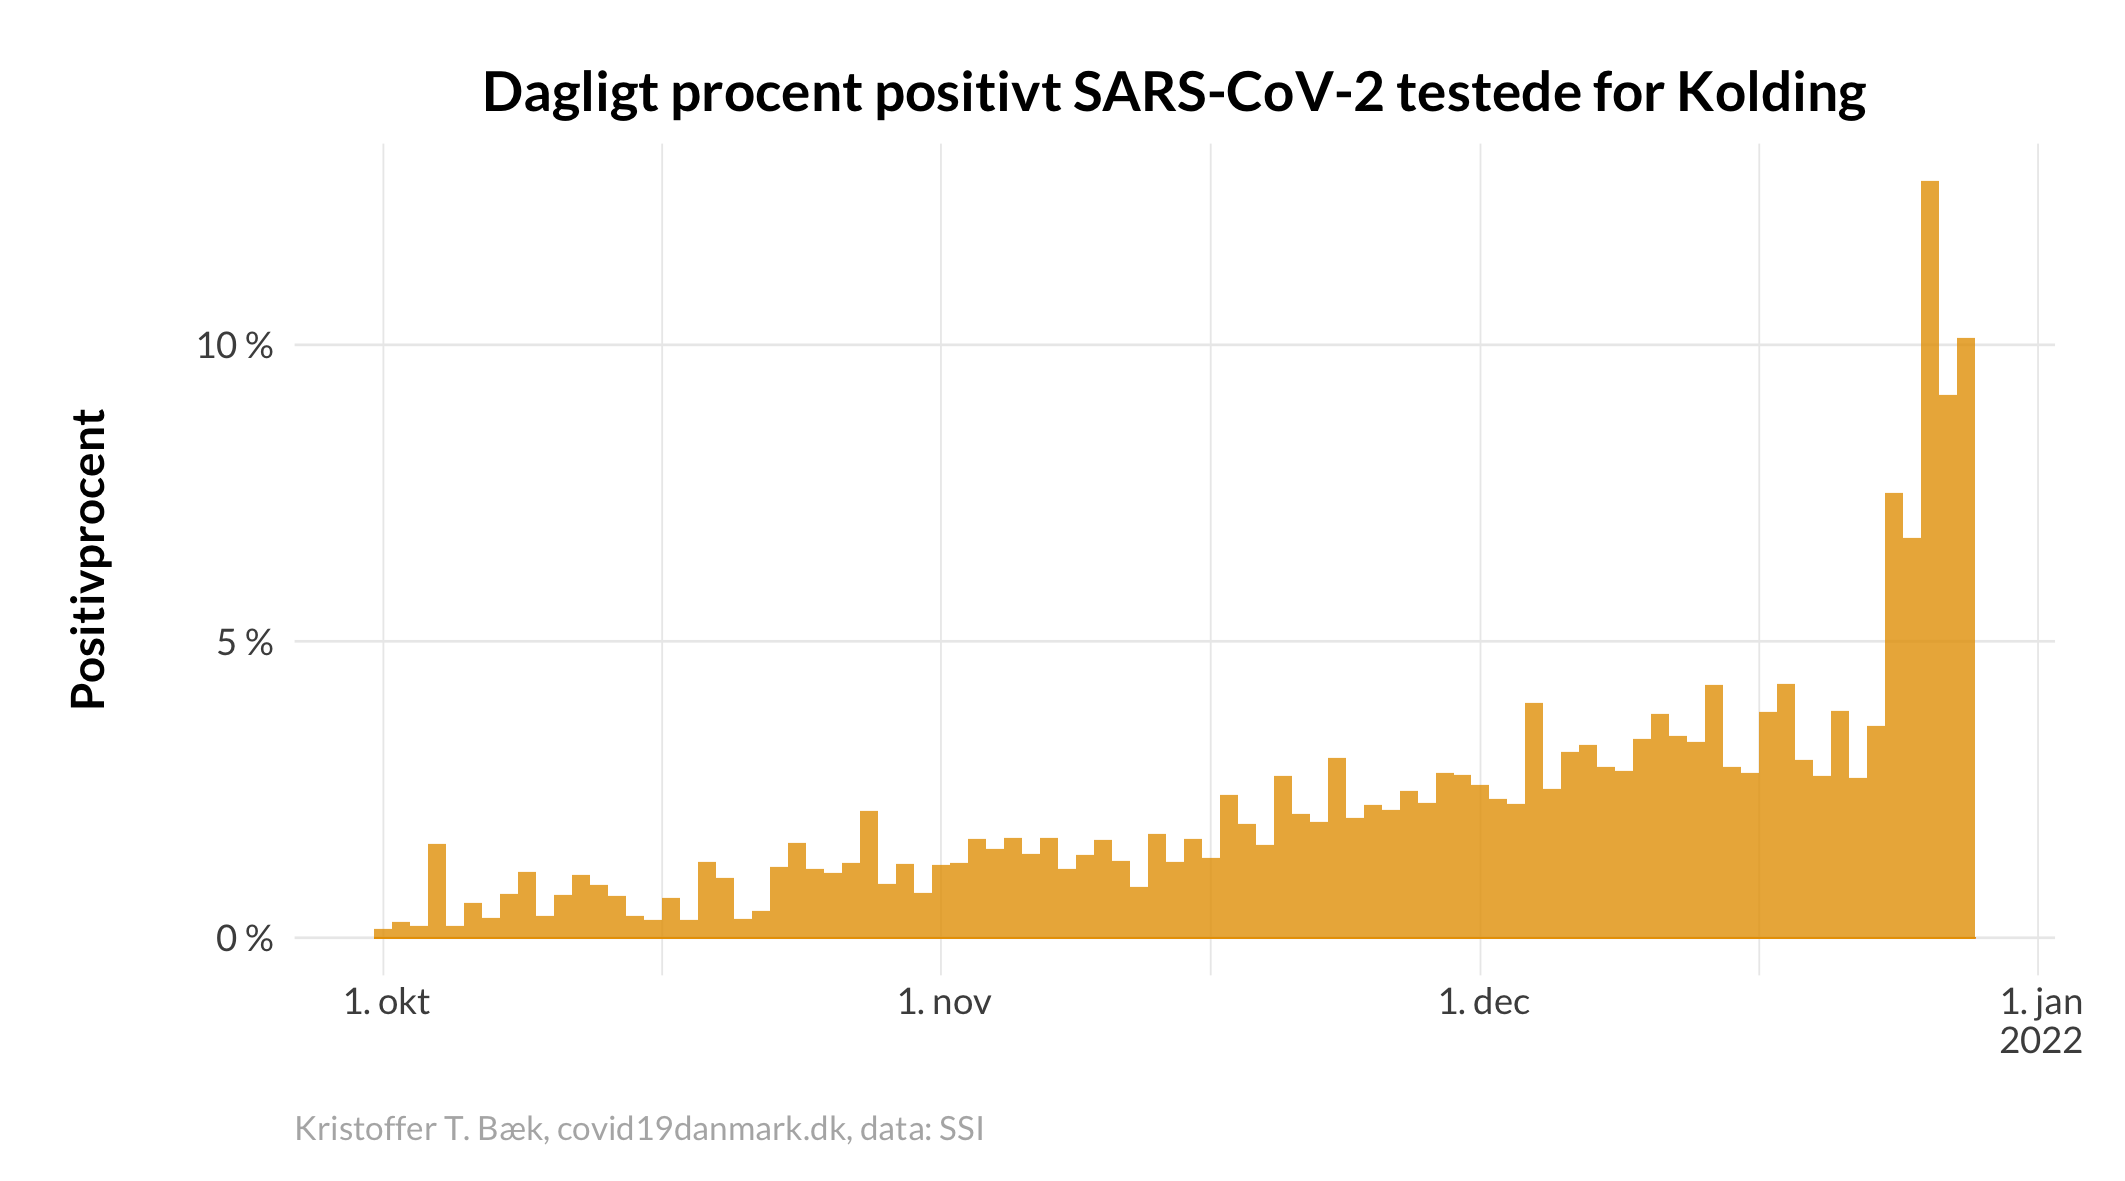 Dagligt procent positivt SARS-CoV-2 testede for Kolding
Positivprocent
10 %
5 %
0 %
1. okt
1. nov
1. dec
1. jan
2022
Kristoffer T. Bæk, covid19danmark.dk, data: SSI